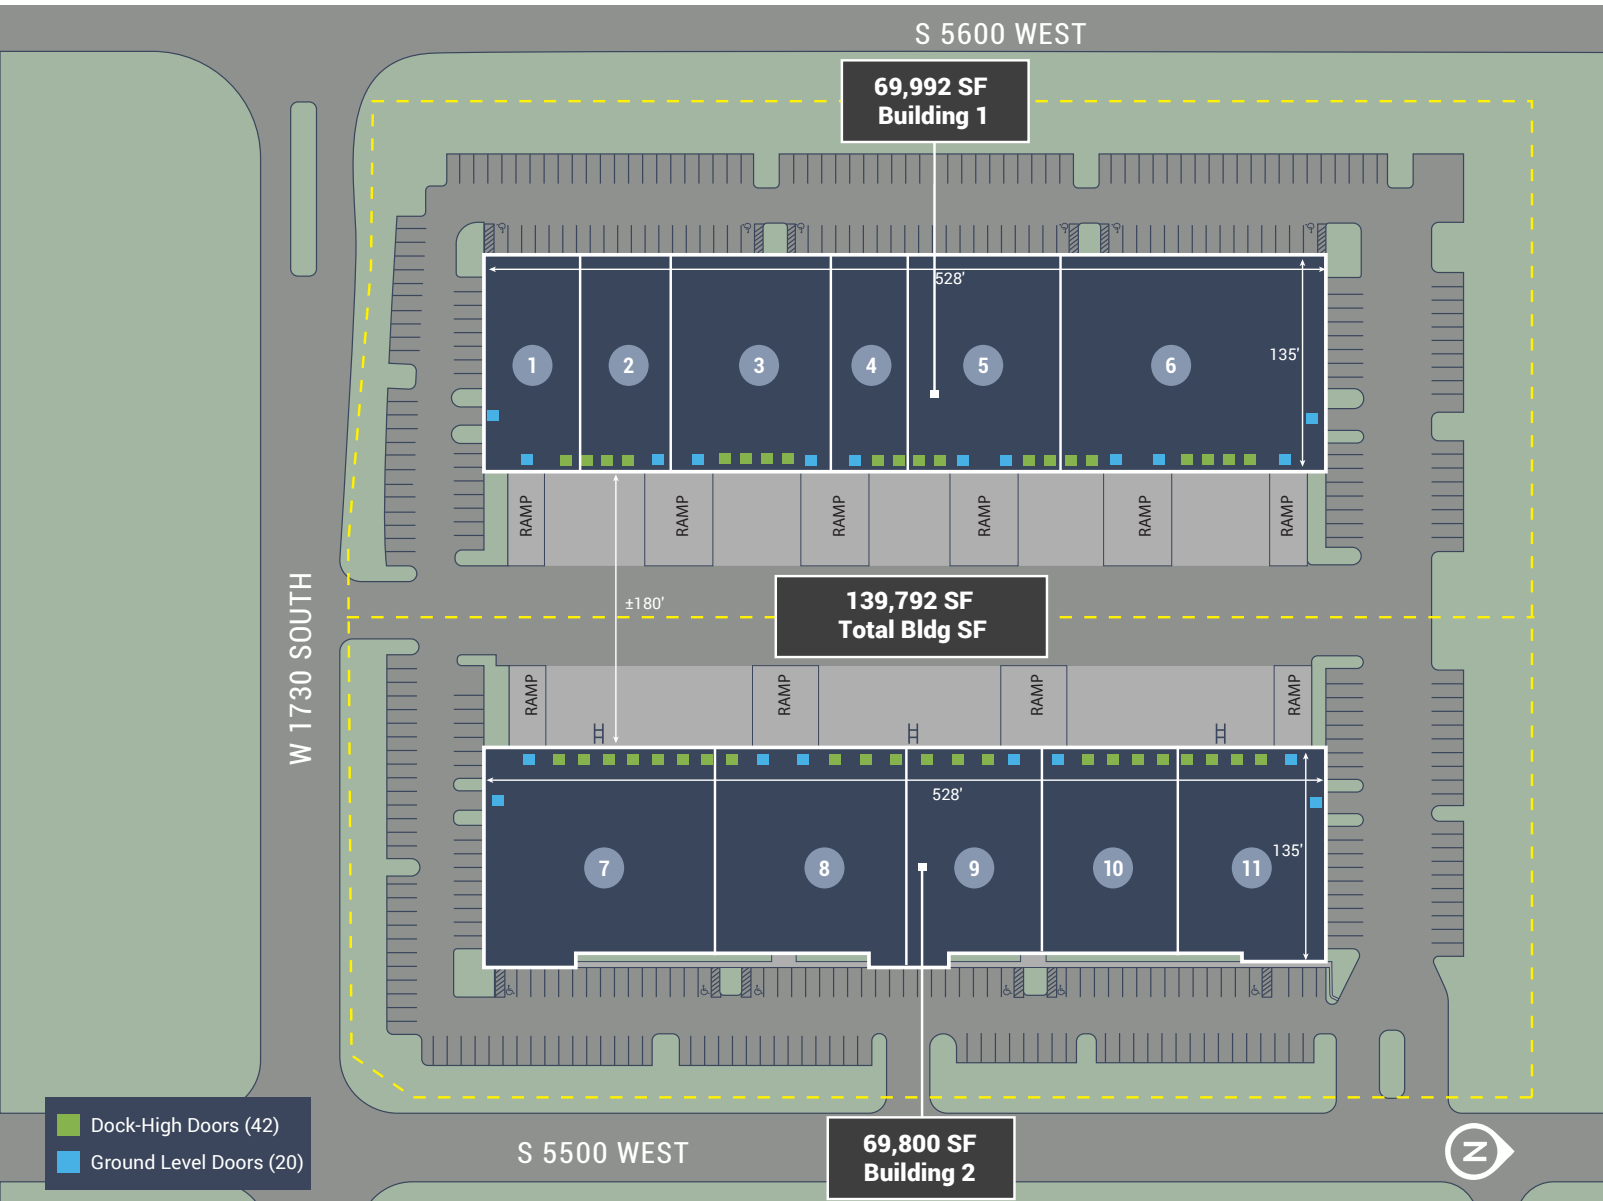 S 5600 WEST
69,992 SF
Building 1
528'
135'
1
2
3
4
5
6
RAMP
RAMP
RAMP
RAMP
RAMP
RAMP
W 1730 SOUTH
±180'
139,792 SF
Total Bldg SF
RAMP
RAMP
RAMP
RAMP
528'
135'
7
8
9
10
11
Dock-High Doors (42)
Ground Level Doors (20)
S 5500 WEST
69,800 SF
Building 2
N